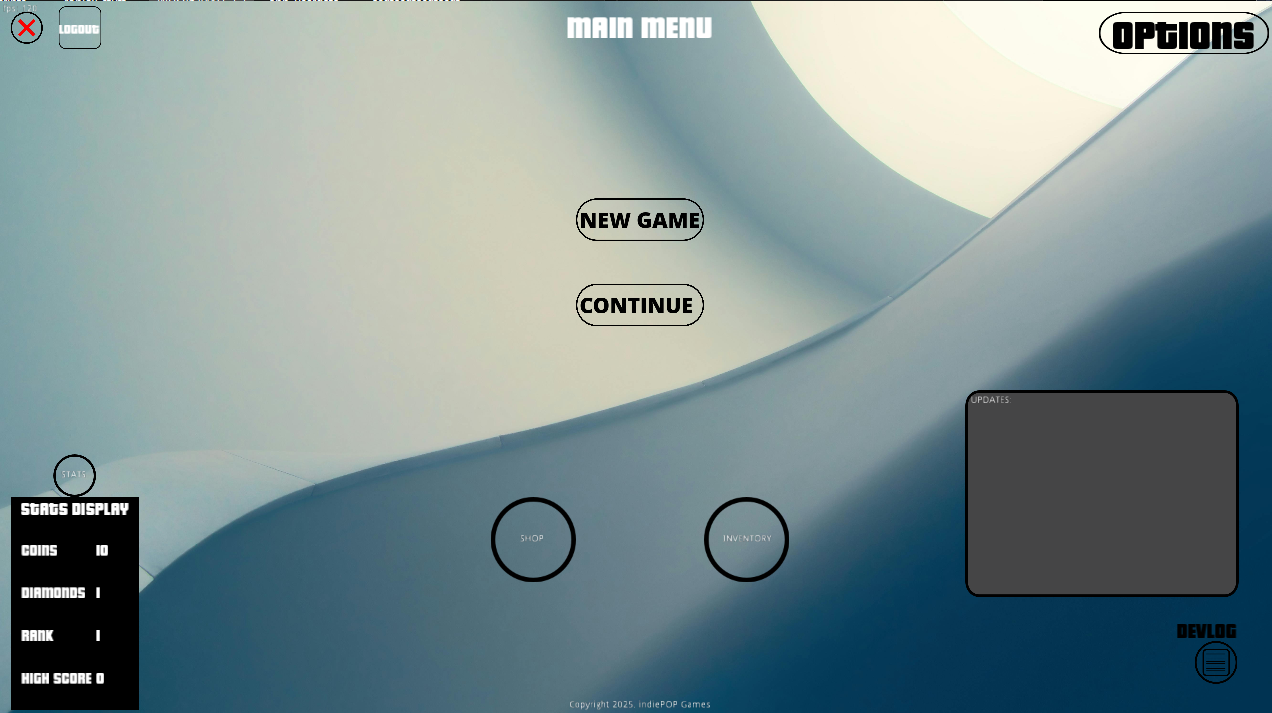 LOGOUT
MAIN MENU
OPTIONS
NEW GAME
CONTINUE
UPDATES:
STATS
STATS DISPLAY
COINS 10
DIAMONDS 1
RANK 1
HIGH SCORE 0
SHOP
INVENTORY
DEVLOG
Copyright 2025. indiePOP Games